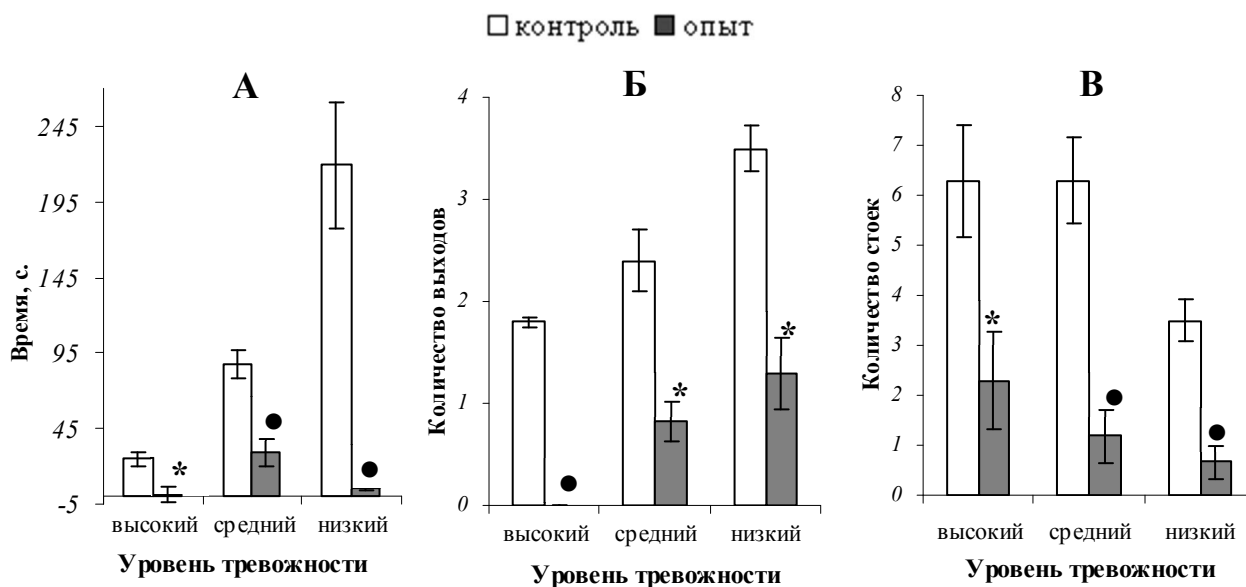 контроль опыт
А
Время, с.
245
195
145
95
45
-5
*
●
●
высокий средний низкий
Уровень тревожности
Б
Количество выходов
4
3
2
1
0
●
*
*
высокий средний низкий
Уровень тревожности
В
Количество стоек
8
7
6
5
4
3
2
1
0
*
●
●
высокий средний низкий
Уровень тревожности